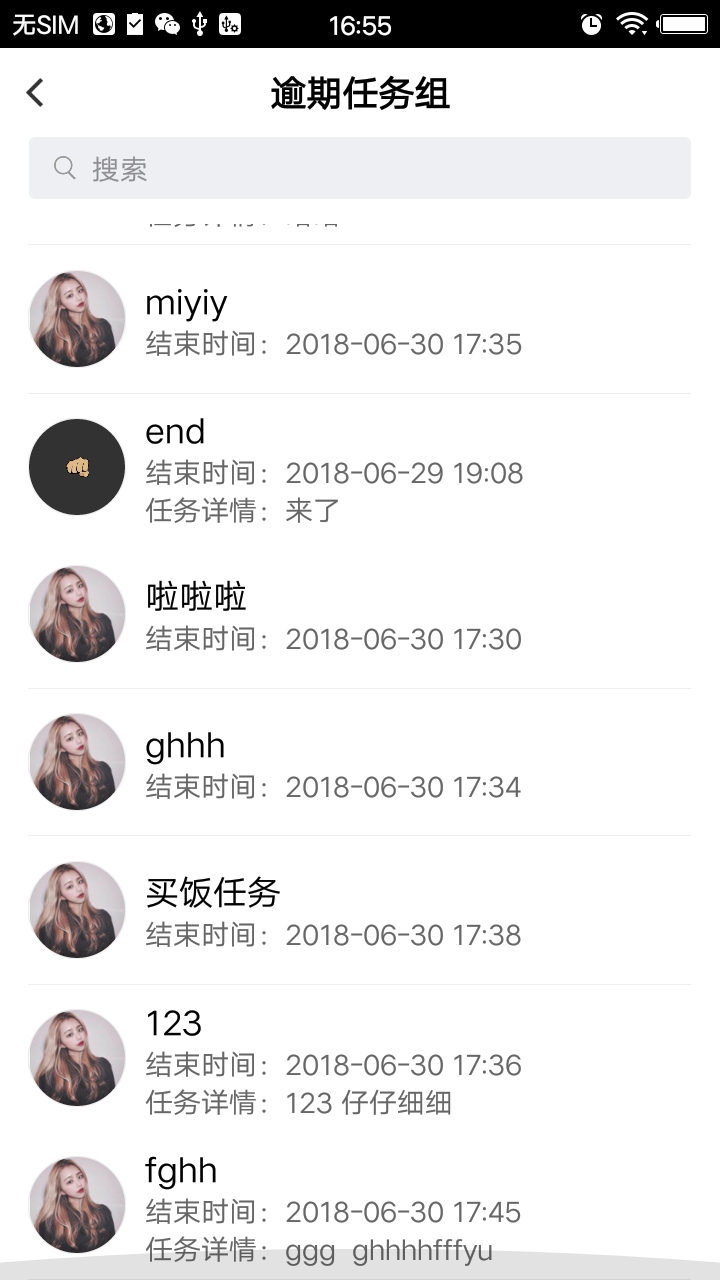 无SIM
16:55
逾期任务组
搜索
miyiy
结束时间：2018-06-30 17:35
end
结束时间：2018-06-29 19:08
任务详情：来了
啦啦啦
结束时间：2018-06-30 17:30
ghhh
结束时间：2018-06-30 17:34
买饭任务
结束时间：2018-06-30 17:38
123
结束时间：2018-06-30 17:36
任务详情：123 仔仔细细
fghh
结束时间：2018-06-30 17:45
任务详情：ggg  ghhhhfffyu